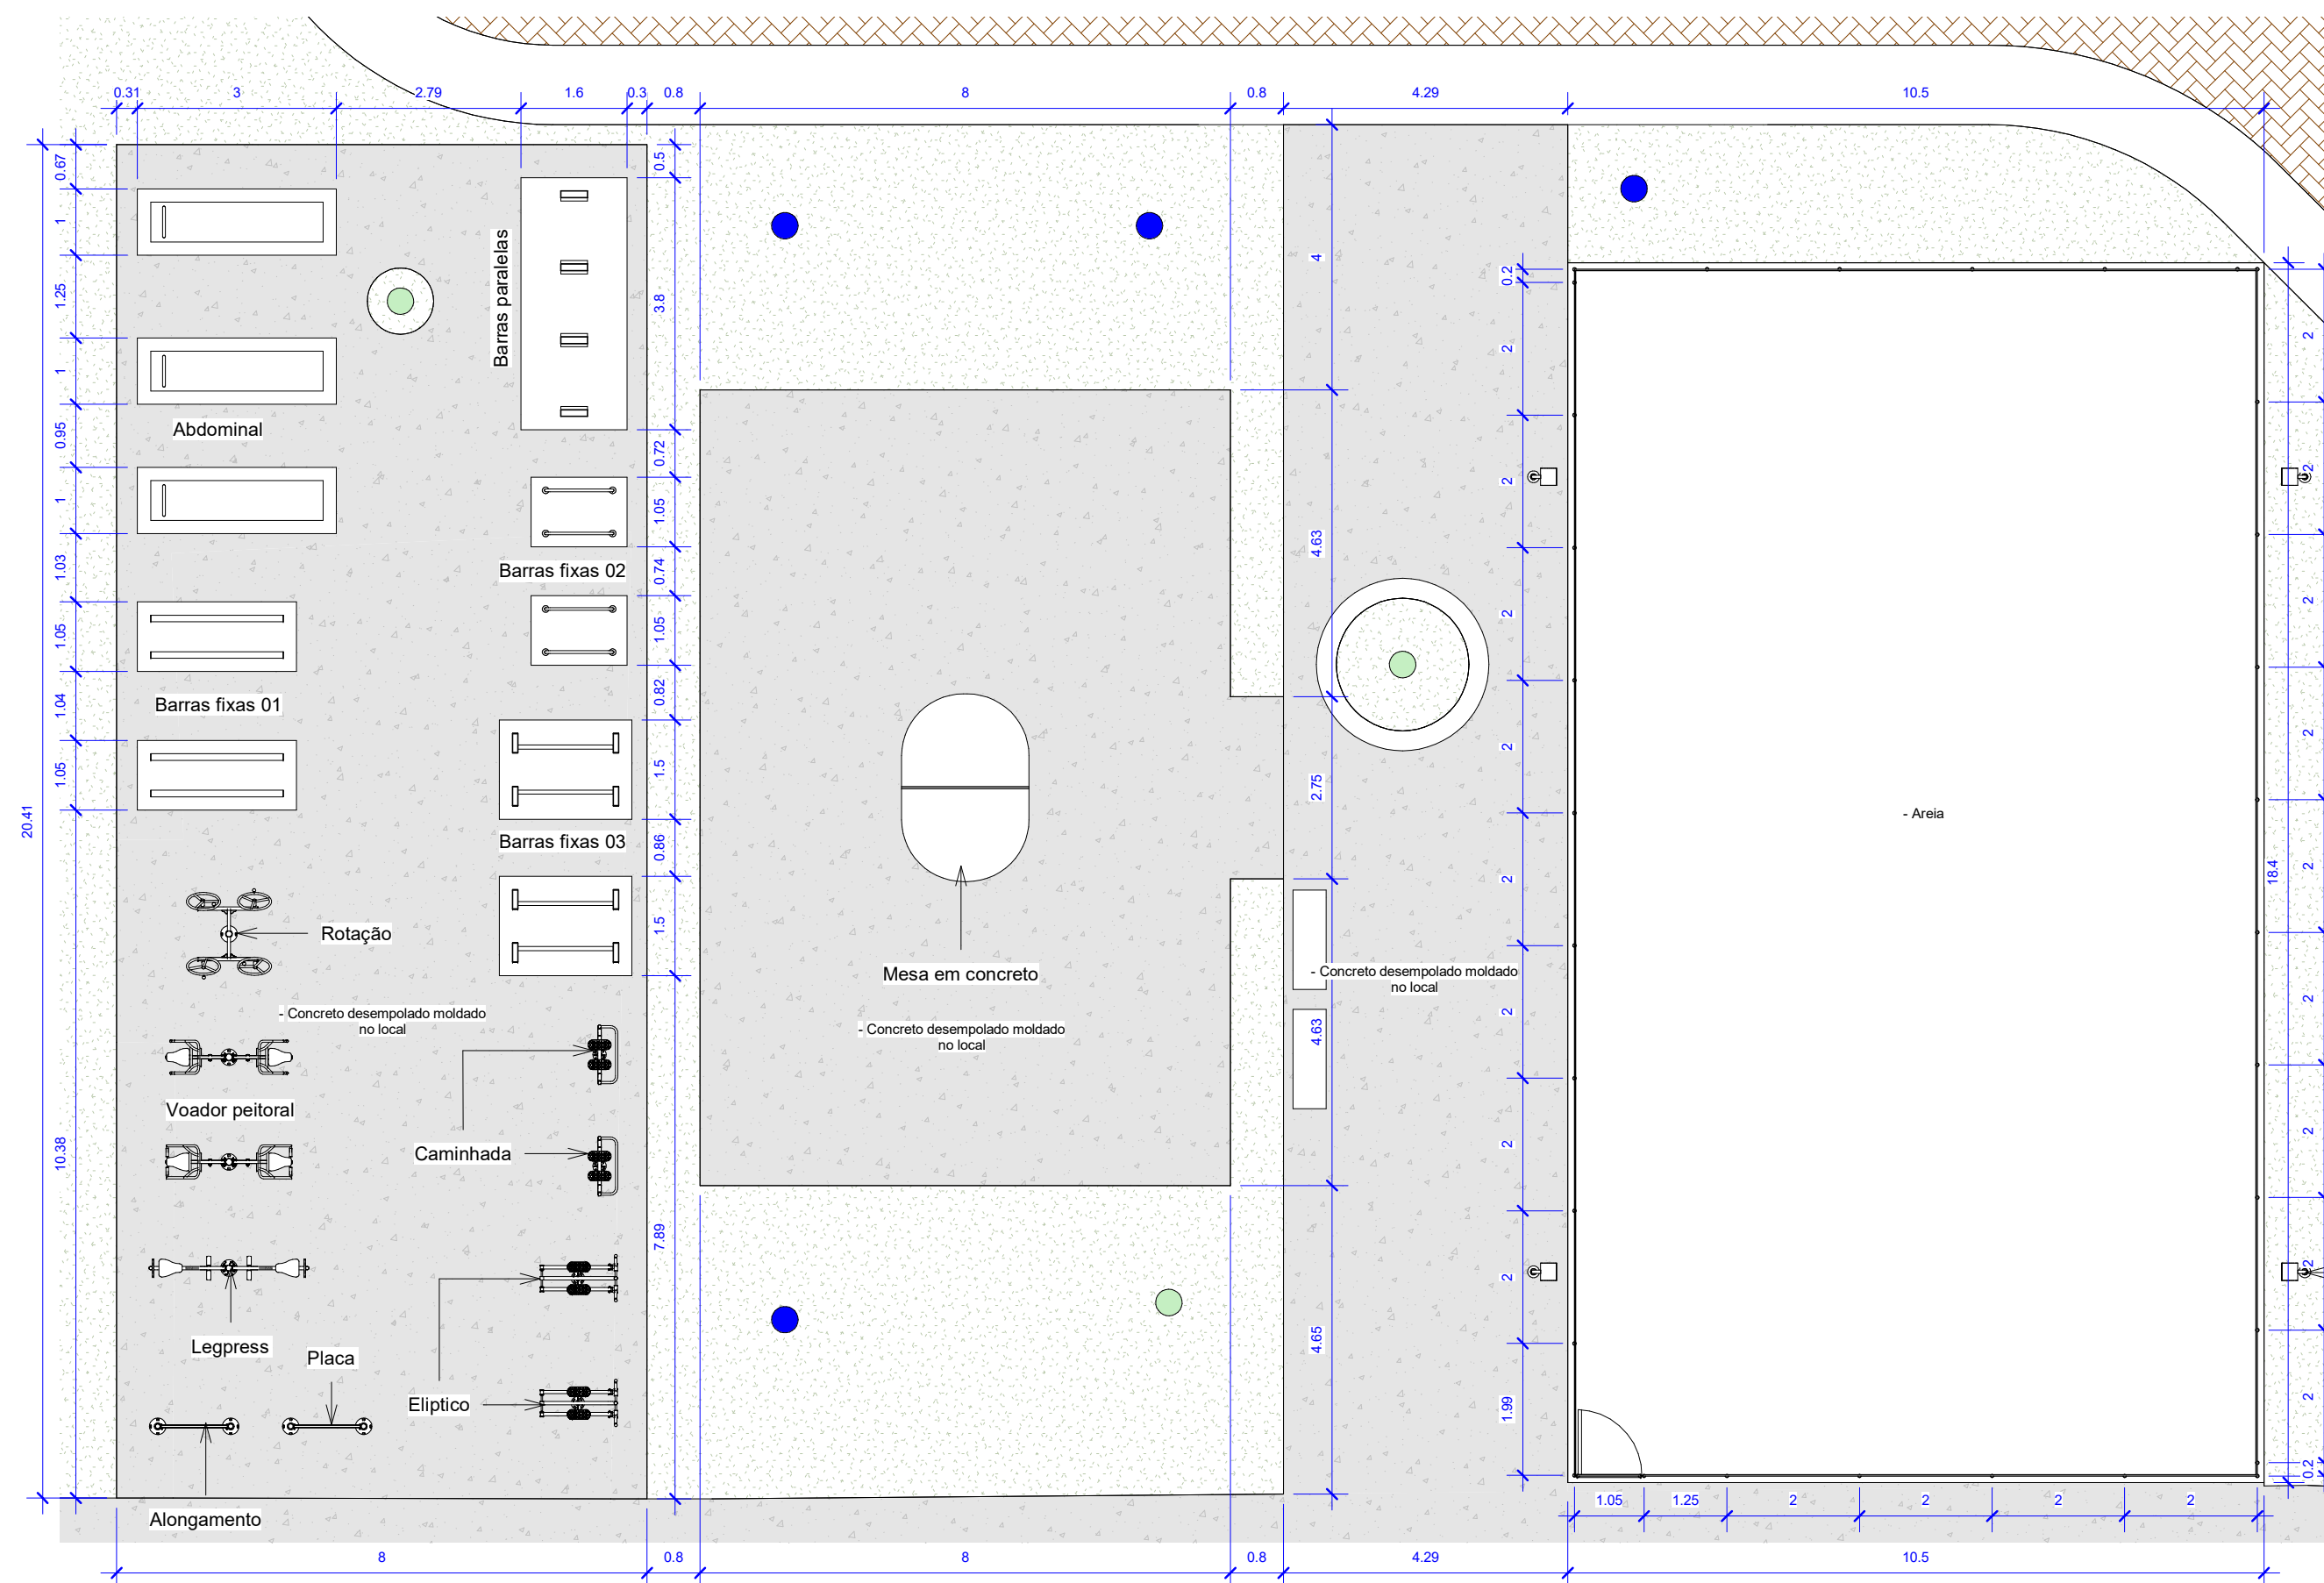 0.31 3 2.79 1.6 0.3 0.8 8 0.8 4.29 10.5
0.67
1
1.25
1
0.95
1
1.03
1.05
1.04
1.05
10.38
20.41
Barras paralelas
Abdominal
Barras fixas 02
Barras fixas 01
Barras fixas 03
Rotação
- Concreto desempolado moldado
no local
Voador peitoral
Caminhada
Legpress
Placa
Eliptico
Alongamento
0.5
3.8
0.72
1.05
0.74
1.05
0.82
1.5
0.86
1.5
7.89
Mesa em concreto
- Concreto desempolado moldado
no local
4
4.63
2.75
4.63
4.65
- Concreto desempolado moldado
no local
0.2
2
2
2
2
2
2
2
2
1.99
- Areia
2
2
2
2
2
2
2
2
2
0.2
18.4
1.05 1.25 2 2 2 2
8 0.8 8 0.8 4.29 10.5